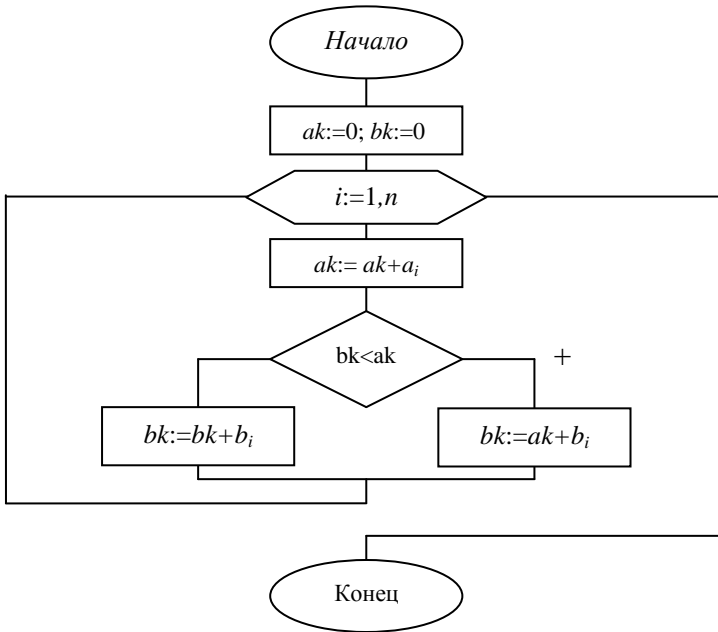 Начало
ak:=0; bk:=0
i:=1,n
ak:= ak+aᵢ
bk<ak
+
bk:=bk+bᵢ
bk:=ak+bᵢ
Конец